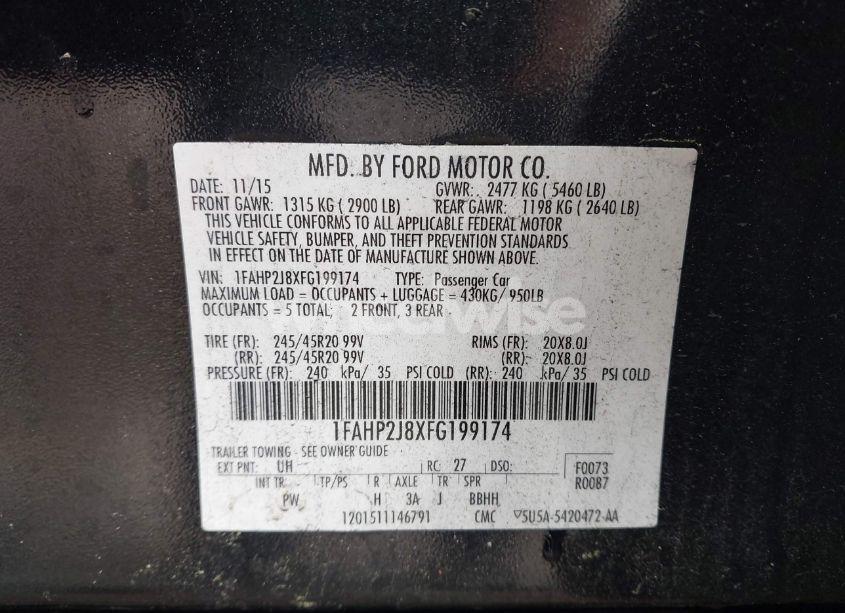 MFD. BY FORD MOTOR CO.
DATE: 11/15 GVWR: 2477 KG ( 5460 LB)
FRONT GAWR: 1315 KG ( 2900 LB) REAR GAWR: 1198 KG ( 2640 LB)
THIS VEHICLE CONFORMS TO ALL APPLICABLE FEDERAL MOTOR
VEHICLE SAFETY, BUMPER, AND THEFT PREVENTION STANDARDS
IN EFFECT ON THE DATE OF MANUFACTURE SHOWN ABOVE.
VIN: 1FAHP2J8XFG199174 TYPE: Passenger Car
MAXIMUM LOAD = OCCUPANTS + LUGGAGE = 430KG/ 950LB
OCCUPANTS = 5 TOTAL; 2 FRONT, 3 REAR
TIRE (FR): 245/45R20 99V RIMS (FR): 20X8.0J
(RR): 245/45R20 99V (RR): 20X8.0J
PRESSURE (FR): 240 kPa/ 35 PSI COLD (RR): 240 kPa/ 35 PSI COLD
1FAHP2J8XFG199174
TRAILER TOWING - SEE OWNER GUIDE
EXT PNT: UH RC: 27 DSO: F0073
INT TR TP/PS R AXLE TR SPR R0087
PW H 3A J BBHH
1201511146791 CMC ▽5U5A-5420472-AA